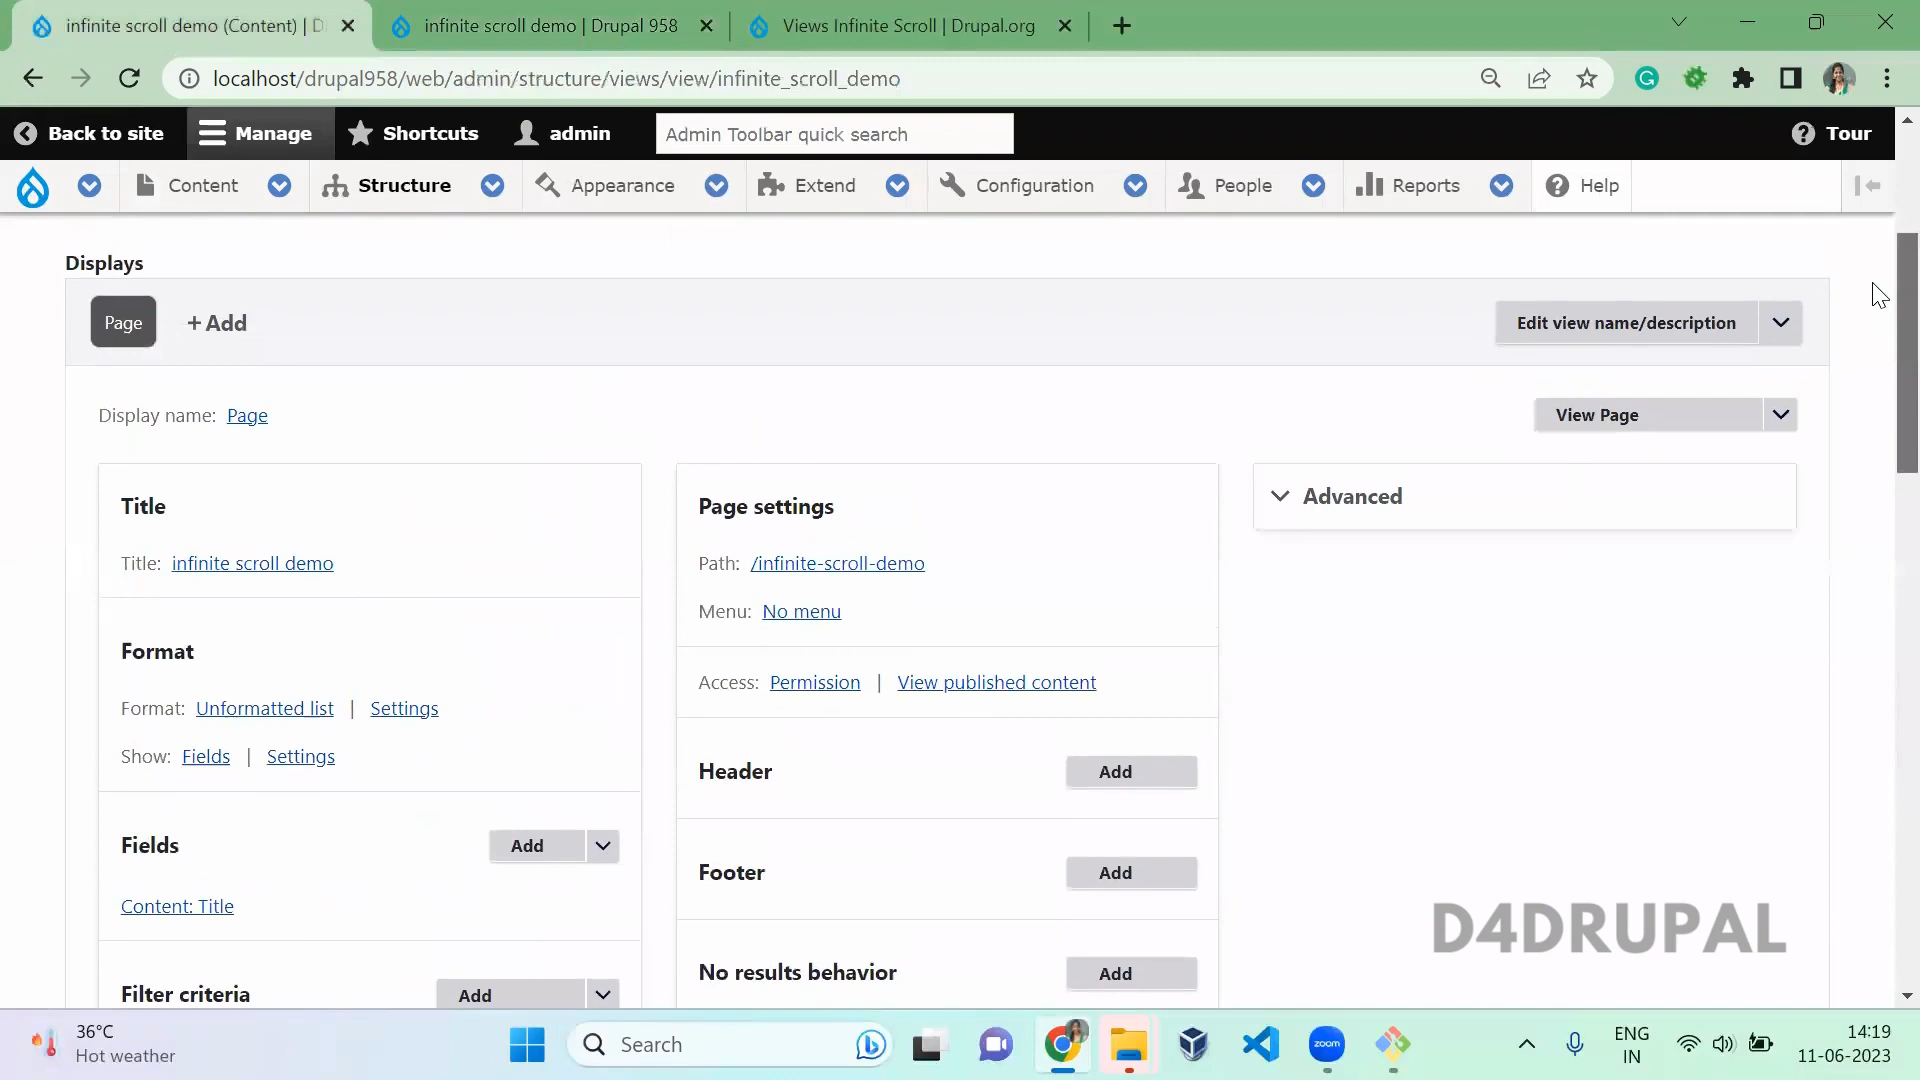 infinite scroll demo (Content) | D
infinite scroll demo | Drupal 958
Views Infinite Scroll | Drupal.org
localhost/drupal958/web/admin/structure/views/view/infinite_scroll_demo
Back to site
Manage
Shortcuts
admin
Admin Toolbar quick search
Tour
Content
Structure
Appearance
Extend
Configuration
People
Reports
Help
Displays
Page
+ Add
Edit view name/description
Display name: Page
View Page
Title
Title: infinite scroll demo
Format
Format: Unformatted list | Settings
Show: Fields | Settings
Fields
Add
Content: Title
Filter criteria
Add
Page settings
Path: /infinite-scroll-demo
Menu: No menu
Access: Permission | View published content
Header
Add
Footer
Add
No results behavior
Add
Advanced
D4DRUPAL
36°C
Hot weather
Search
zoom
ENG
IN
14:19
11-06-2023